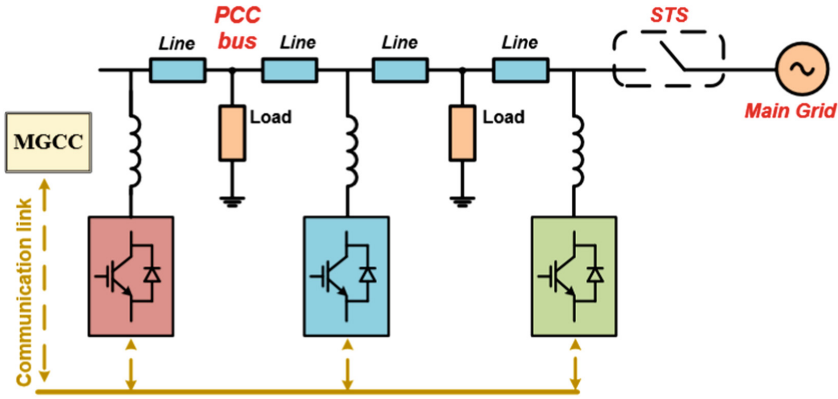 PCC
bus
STS
Line
Line
Line
Line
Main Grid
Load
Load
MGCC
Communication link